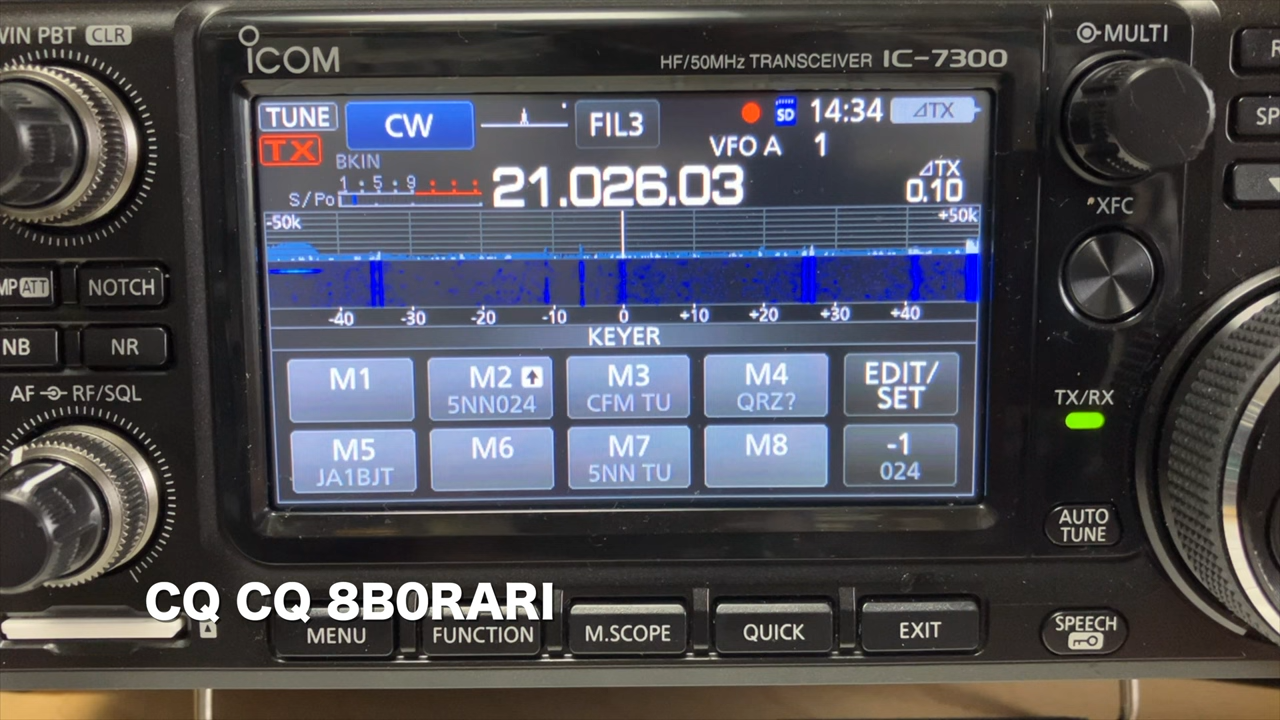 WIN PBT CLR
ICOM
HF/50MHz TRANSCEIVER IC-7300
MULTI
TUNE
CW
FIL3
SD
14:34
⊿TX
TX
BKIN
VFO A 1
1 5 9
S/Po
21.026.03
⊿TX
0.10
-50k
+50k
XFC
-40 -30 -20 -10 0 +10 +20 +30 +40
KEYER
ATT
NOTCH
NB
NR
AF RF/SQL
M1
M2
5NN024
M3
CFM TU
M4
QRZ?
EDIT/
SET
M5
JA1BJT
M6
M7
5NN TU
M8
-1
024
TX/RX
AUTO
TUNE
CQ CQ 8B0RARI
MENU
FUNCTION
M.SCOPE
QUICK
EXIT
SPEECH